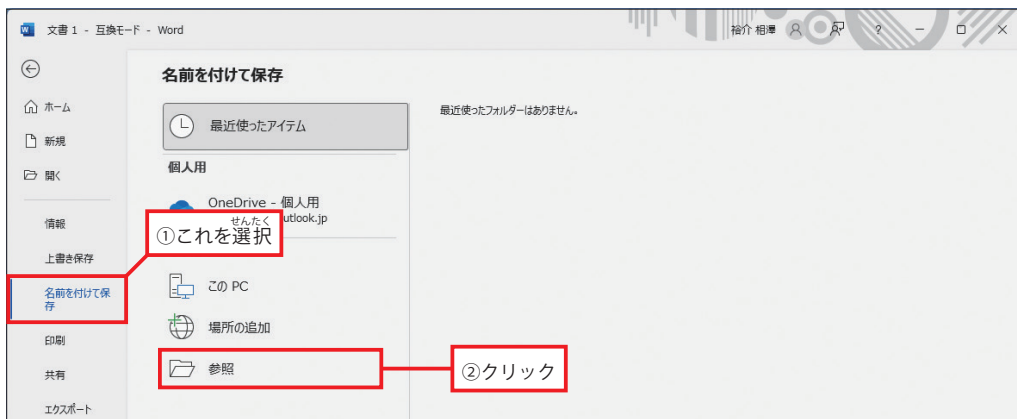 文書 1 - 互換モード - Word
裕介 相澤
?
名前を付けて保存
ホーム
新規
開く
情報
上書き保存
名前を付けて保
存
印刷
共有
エクスポート
最近使ったアイテム
個人用
OneDrive - 個人用
utlook.jp
せんたく
①これを選択
この PC
場所の追加
参照
②クリック
最近使ったフォルダーはありません。